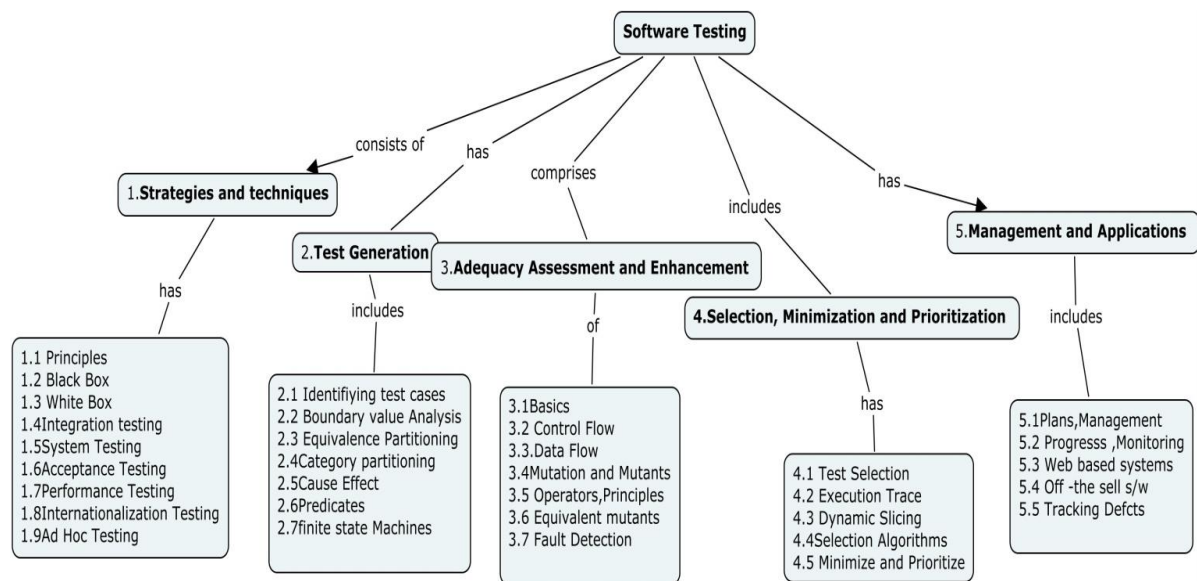 Software Testing
consists of
has
comprises
includes
has
1.Strategies and techniques
2.Test Generation
3.Adequacy Assessment and Enhancement
4.Selection, Minimization and Prioritization
5.Management and Applications
has
1.1 Principles
1.2 Black Box
1.3 White Box
1.4Integration testing
1.5System Testing
1.6Acceptance Testing
1.7Performance Testing
1.8Internationalization Testing
1.9Ad Hoc Testing
includes
2.1 Identifiying test cases
2.2 Boundary value Analysis
2.3 Equivalence Partitioning
2.4Category partitioning
2.5Cause Effect
2.6Predicates
2.7finite state Machines
of
3.1Basics
3.2 Control Flow
3.3.Data Flow
3.4Mutation and Mutants
3.5 Operators,Principles
3.6 Equivalent mutants
3.7 Fault Detection
has
4.1 Test Selection
4.2 Execution Trace
4.3 Dynamic Slicing
4.4Selection Algorithms
4.5 Minimize and Prioritize
includes
5.1Plans,Management
5.2 Progresss ,Monitoring
5.3 Web based systems
5.4 Off -the sell s/w
5.5 Tracking Defcts